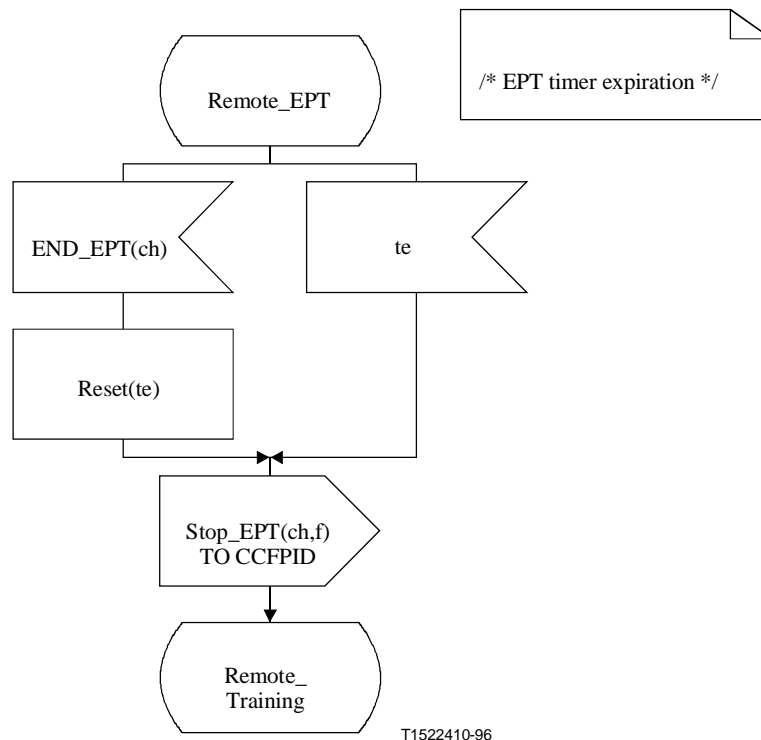 Remote_EPT
/* EPT timer expiration */
END_EPT(ch)
te
Reset(te)
Stop_EPT(ch,f)
TO CCFPID
Remote_
Training
T1522410-96